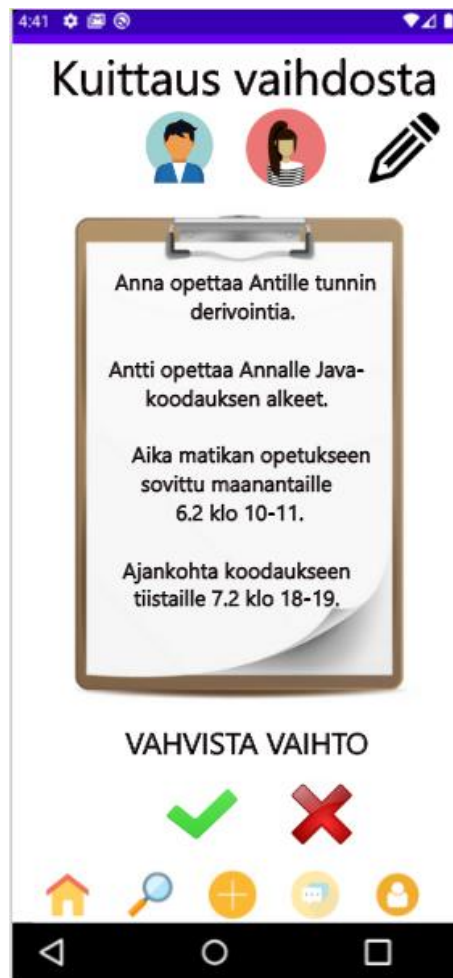 4:41
Kuittaus vaihdosta
Anna opettaa Antille tunnin
derivointia.
Antti opettaa Annalle Java-
koodauksen alkeet.
Aika matikan opetukseen
sovittu maanantaille
6.2 klo 10-11.
Ajankohta koodaukseen
tiistaille 7.2 klo 18-19.
VAHVISTA VAIHTO